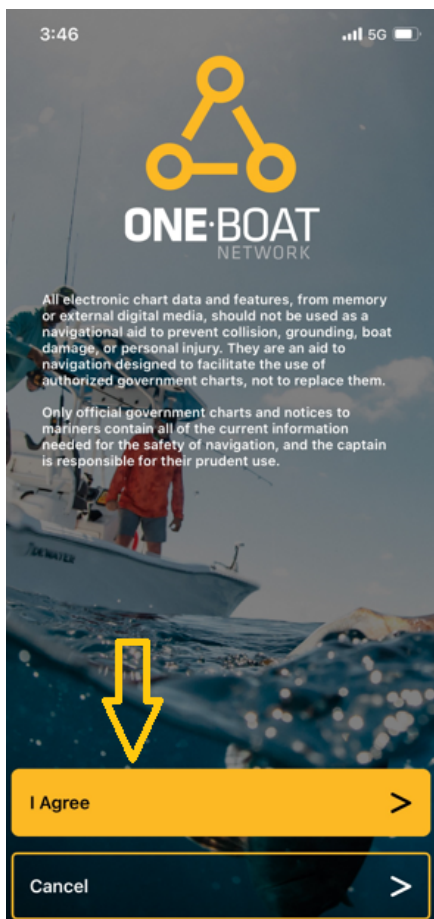 3:46
5G
ONE·BOAT
NETWORK
All electronic chart data and features, from memory
or external digital media, should not be used as a
navigational aid to prevent collision, grounding, boat
damage, or personal injury. They are an aid to
navigation designed to facilitate the use of
authorized government charts, not to replace them.
Only official government charts and notices to
mariners contain all of the current information
needed for the safety of navigation, and the captain
is responsible for their prudent use.
I Agree
>
Cancel
>